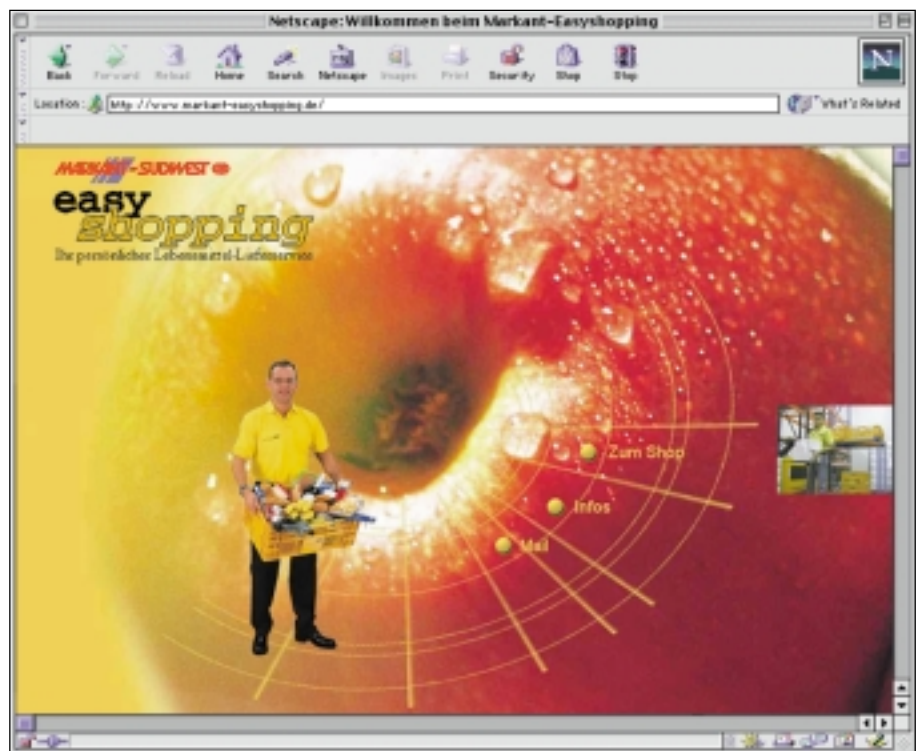 Netscape:Willkommen beim Markant-Easyshopping
Back Forward Reload Home Search Netscape Images Print Security Shop Stop
Location: http://www.markant-easyshopping.de/ What's Related
N
MARKANT-SÜDWEST
easy
shopping
Ihr persönlicher Lebensmittel-Lieferservice
Zum Shop
Infos
Mail